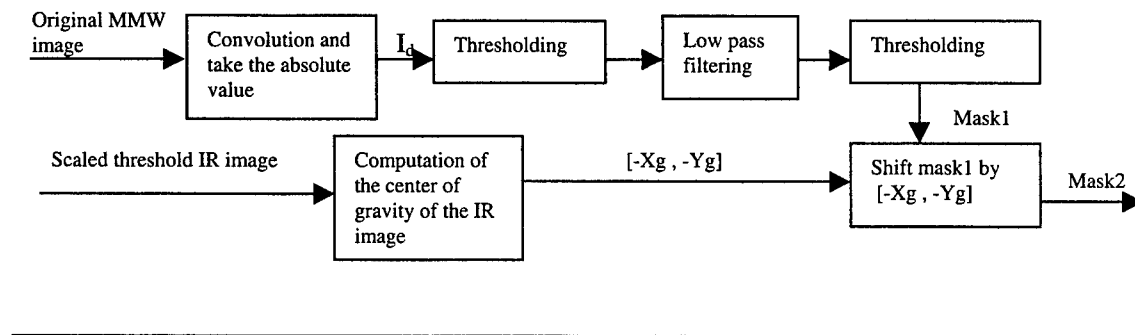 Original MMW
image
Convolution and
take the absolute
value
I_d
Thresholding
Low pass
filtering
Thresholding
Mask1
Scaled threshold IR image
Computation of
the center of
gravity of the IR
image
[-Xg , -Yg]
Shift mask1 by
[-Xg , -Yg]
Mask2